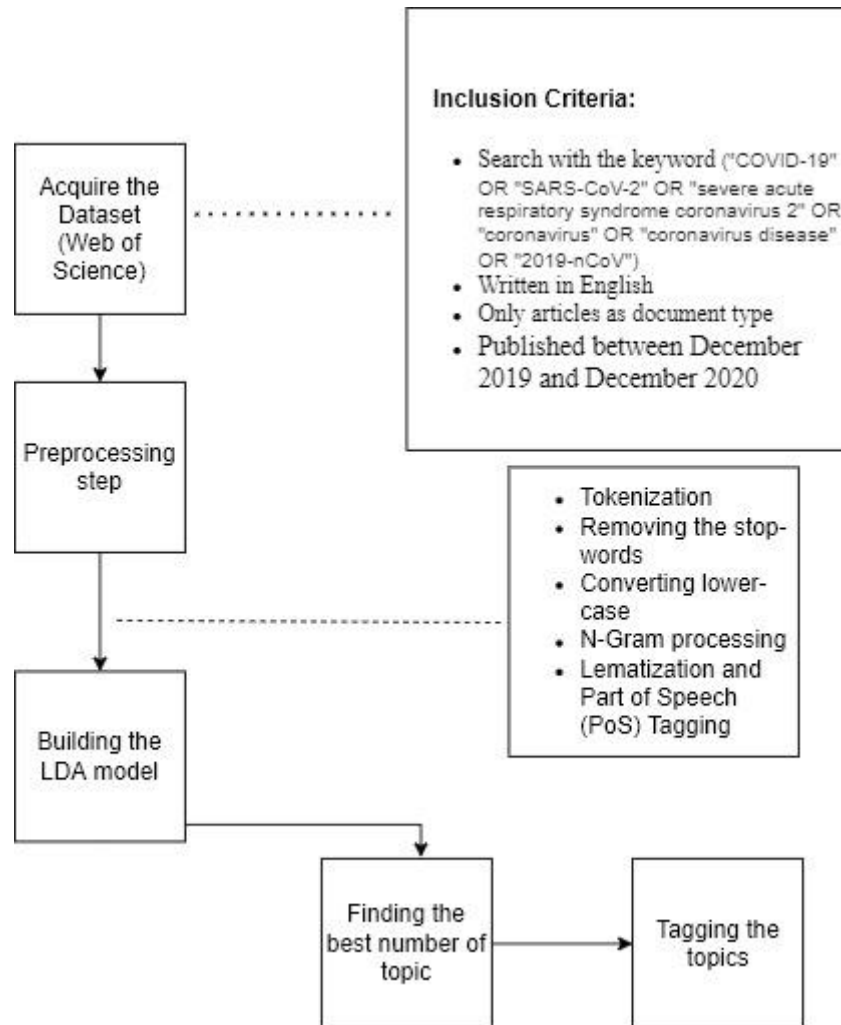 Acquire the
Dataset
(Web of
Science)
Inclusion Criteria:
• Search with the keyword ("COVID-19"
OR "SARS-CoV-2" OR "severe acute
respiratory syndrome coronavirus 2" OR
"coronavirus" OR "coronavirus disease"
OR "2019-nCoV")
• Written in English
• Only articles as document type
• Published between December
2019 and December 2020
Preprocessing
step
• Tokenization
• Removing the stop-
words
• Converting lower-
case
• N-Gram processing
• Lematization and
Part of Speech
(PoS) Tagging
Building the
LDA model
Finding the
best number of
topic
Tagging the
topics